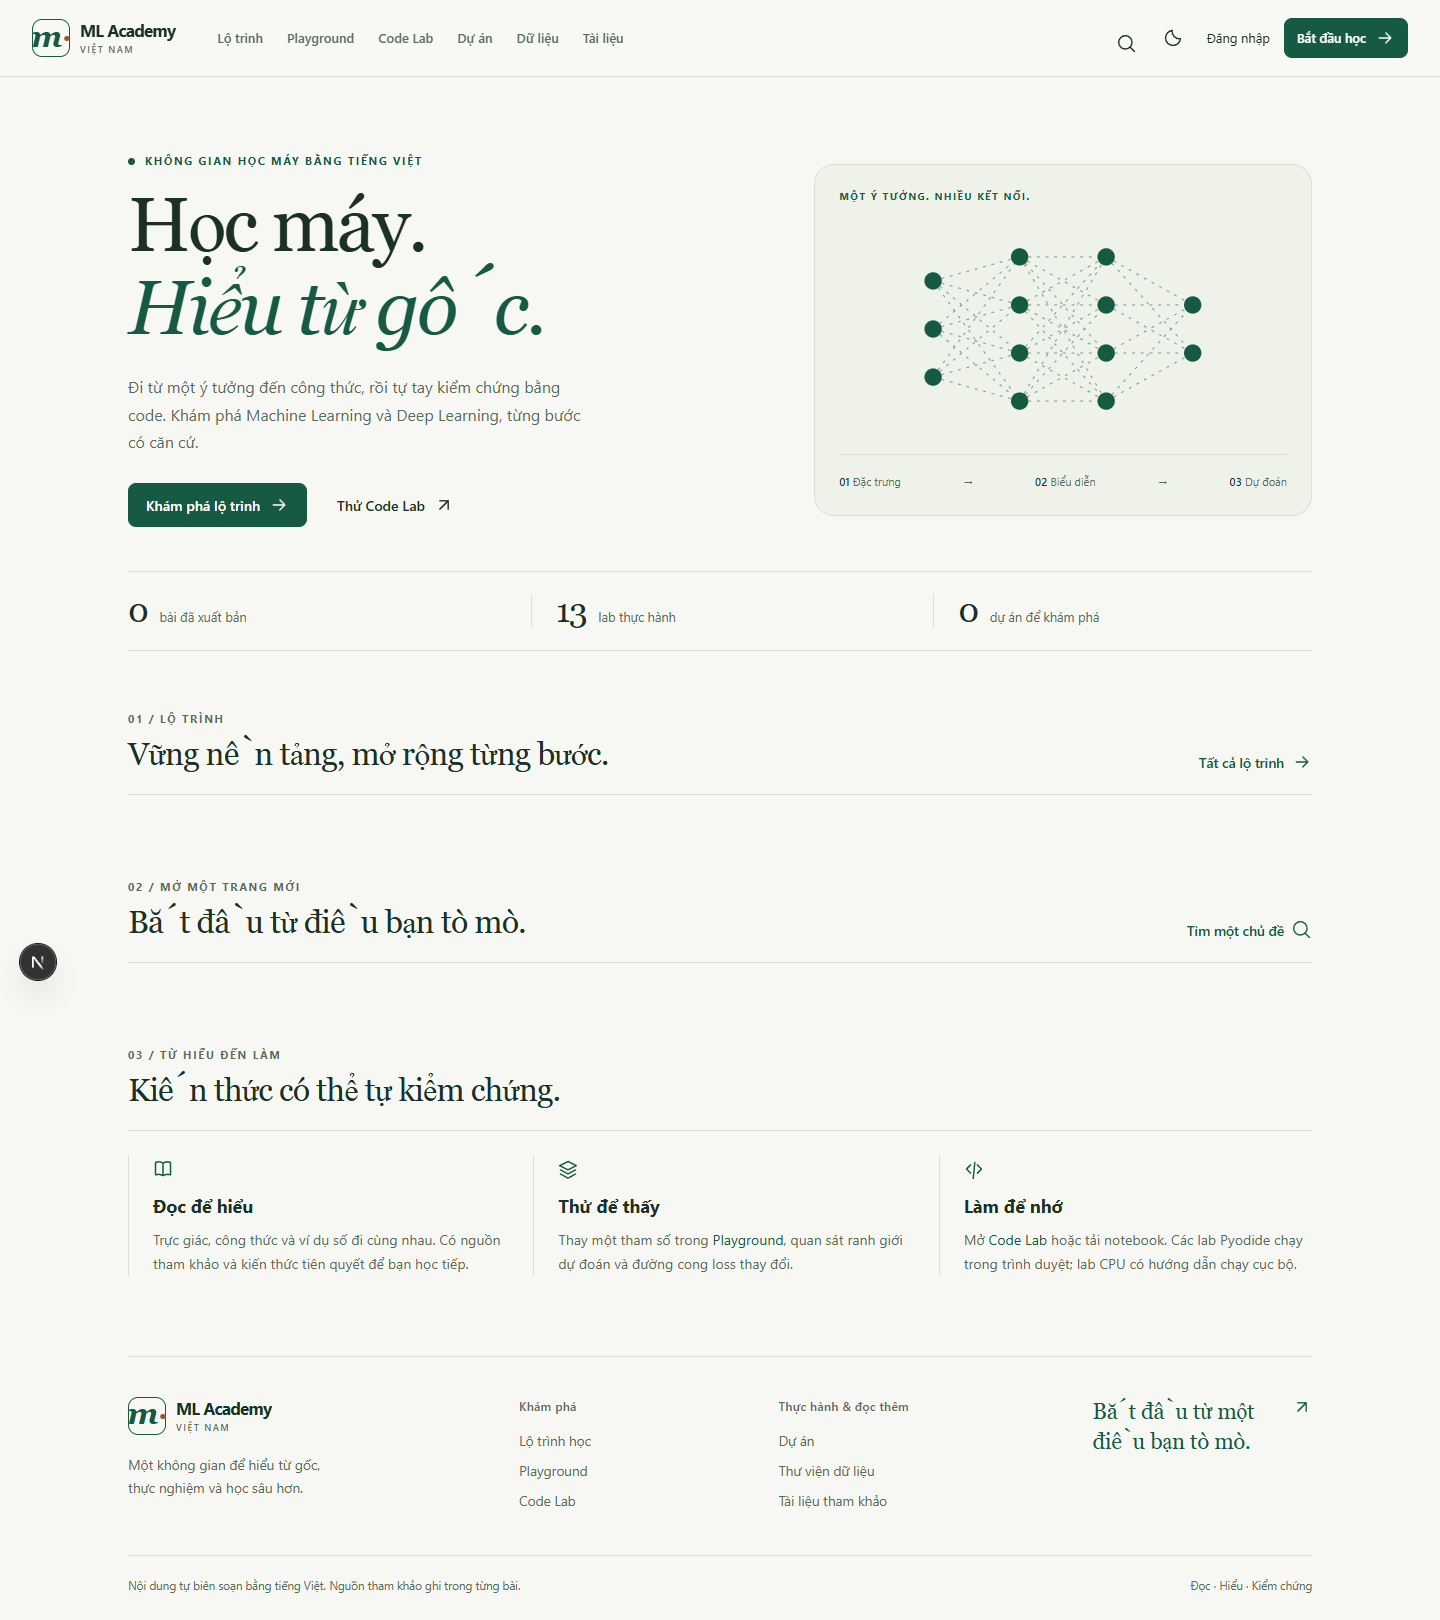 m. ML Academy
VIỆT NAM
Lộ trình
Playground
Code Lab
Dự án
Dữ liệu
Tài liệu
Đăng nhập
Bắt đầu học →
KHÔNG GIAN HỌC MÁY BẰNG TIẾNG VIỆT
Học máy.
Hiểu từ gốc.
Đi từ một ý tưởng đến công thức, rồi tự tay kiểm chứng bằng
code. Khám phá Machine Learning và Deep Learning, từng bước
có căn cứ.
Khám phá lộ trình →
Thử Code Lab ↗
MỘT Ý TƯỞNG. NHIỀU KẾT NỐI.
01 Đặc trưng → 02 Biểu diễn → 03 Dự đoán
0 bài đã xuất bản
13 lab thực hành
0 dự án để khám phá
01 / LỘ TRÌNH
Vững nền tảng, mở rộng từng bước.
Tất cả lộ trình →
02 / MỞ MỘT TRANG MỚI
Bắt đầu từ điều bạn tò mò.
Tìm một chủ đề
N
03 / TỪ HIỂU ĐẾN LÀM
Kiến thức có thể tự kiểm chứng.
Đọc để hiểu
Trực giác, công thức và ví dụ số đi cùng nhau. Có nguồn
tham khảo và kiến thức tiên quyết để bạn học tiếp.
Thử để thấy
Thay một tham số trong Playground, quan sát ranh giới
dự đoán và đường cong loss thay đổi.
Làm để nhớ
Mở Code Lab hoặc tải notebook. Các lab Pyodide chạy
trong trình duyệt; lab CPU có hướng dẫn chạy cục bộ.
m. ML Academy
VIỆT NAM
Một không gian để hiểu từ gốc,
thực nghiệm và học sâu hơn.
Khám phá
Lộ trình học
Playground
Code Lab
Thực hành & đọc thêm
Dự án
Thư viện dữ liệu
Tài liệu tham khảo
Bắt đầu từ một ↗
điều bạn tò mò.
Nội dung tự biên soạn bằng tiếng Việt. Nguồn tham khảo ghi trong từng bài.
Đọc · Hiểu · Kiểm chứng